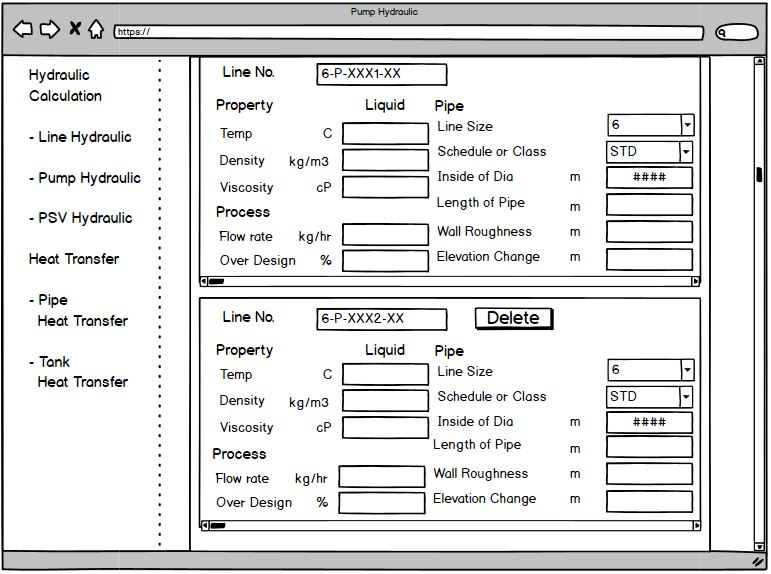 Pump Hydraulic
https://
Hydraulic
Calculation
- Line Hydraulic
- Pump Hydraulic
- PSV Hydraulic
Heat Transfer
- Pipe
Heat Transfer
- Tank
Heat Transfer
Line No. 6-P-XXX1-XX
Property Liquid Pipe
Temp C Line Size 6
Density kg/m3 Schedule or Class STD
Viscosity cP Inside of Dia m ####
Process Length of Pipe m
Flow rate kg/hr Wall Roughness m
Over Design % Elevation Change m
Line No. 6-P-XXX2-XX Delete
Property Liquid Pipe
Temp C Line Size 6
Density kg/m3 Schedule or Class STD
Viscosity cP Inside of Dia m ####
Process Length of Pipe m
Flow rate kg/hr Wall Roughness m
Over Design % Elevation Change m